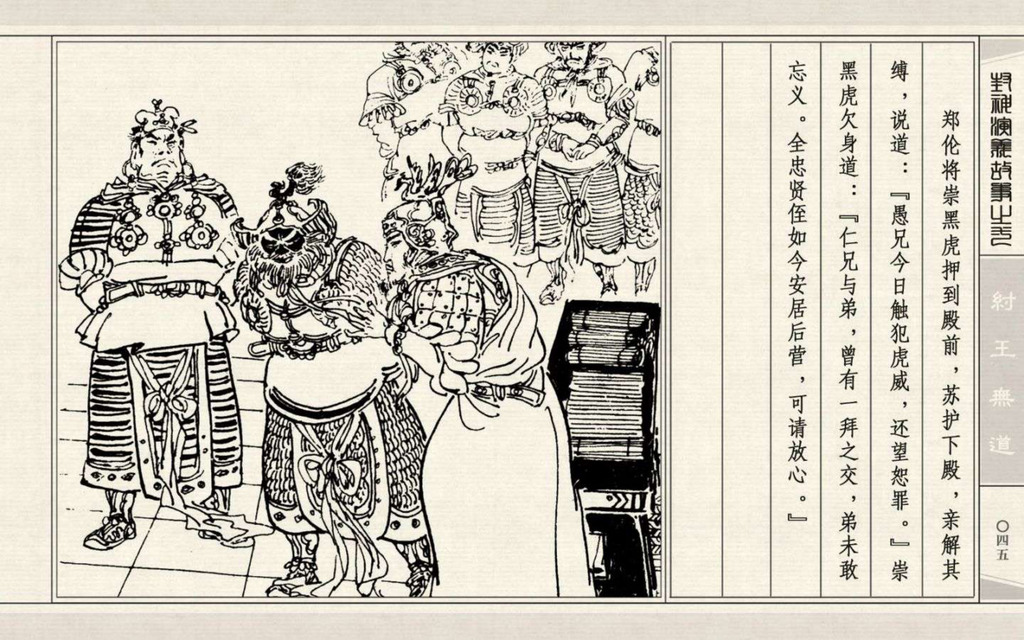 封神演义故事之一
紂王無道
〇四五
郑伦将崇黑虎押到殿前，苏护下殿，亲解其
缚，说道：『愚兄今日触犯虎威，还望恕罪。』崇
黑虎欠身道：『仁兄与弟，曾有一拜之交，弟未敢
忘义。全忠贤侄如今安居后营，可请放心。』